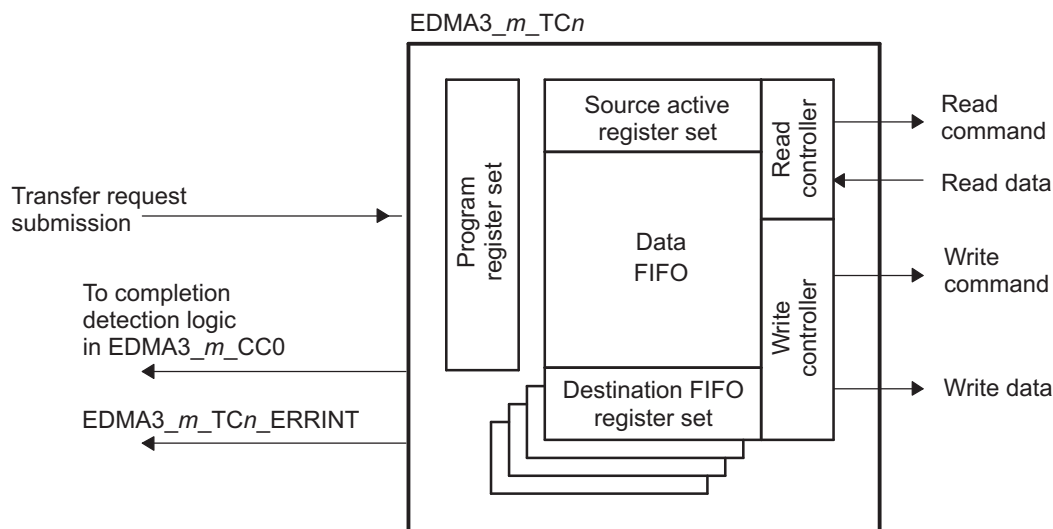 EDMA3_m_TCn
Source active
register set
Read
controller
Read
command
Read data
Transfer request
submission
Program
register set
Data
FIFO
Write
controller
Write
command
To completion
detection logic
in EDMA3_m_CC0
Destination FIFO
register set
Write data
EDMA3_m_TCn_ERRINT